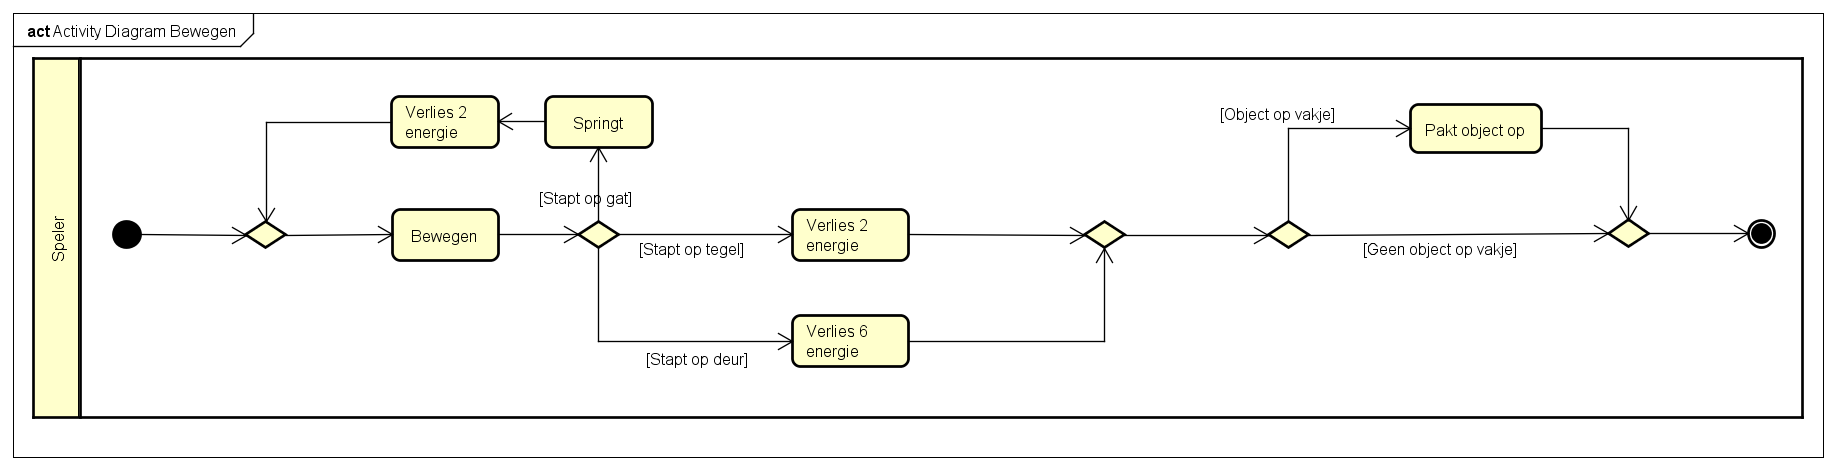 act Activity Diagram Bewegen
Speler
Verlies 2
energie
Springt
[Object op vakje]
Pakt object op
[Stapt op gat]
Bewegen
Verlies 2
energie
[Stapt op tegel]
[Geen object op vakje]
Verlies 6
energie
[Stapt op deur]